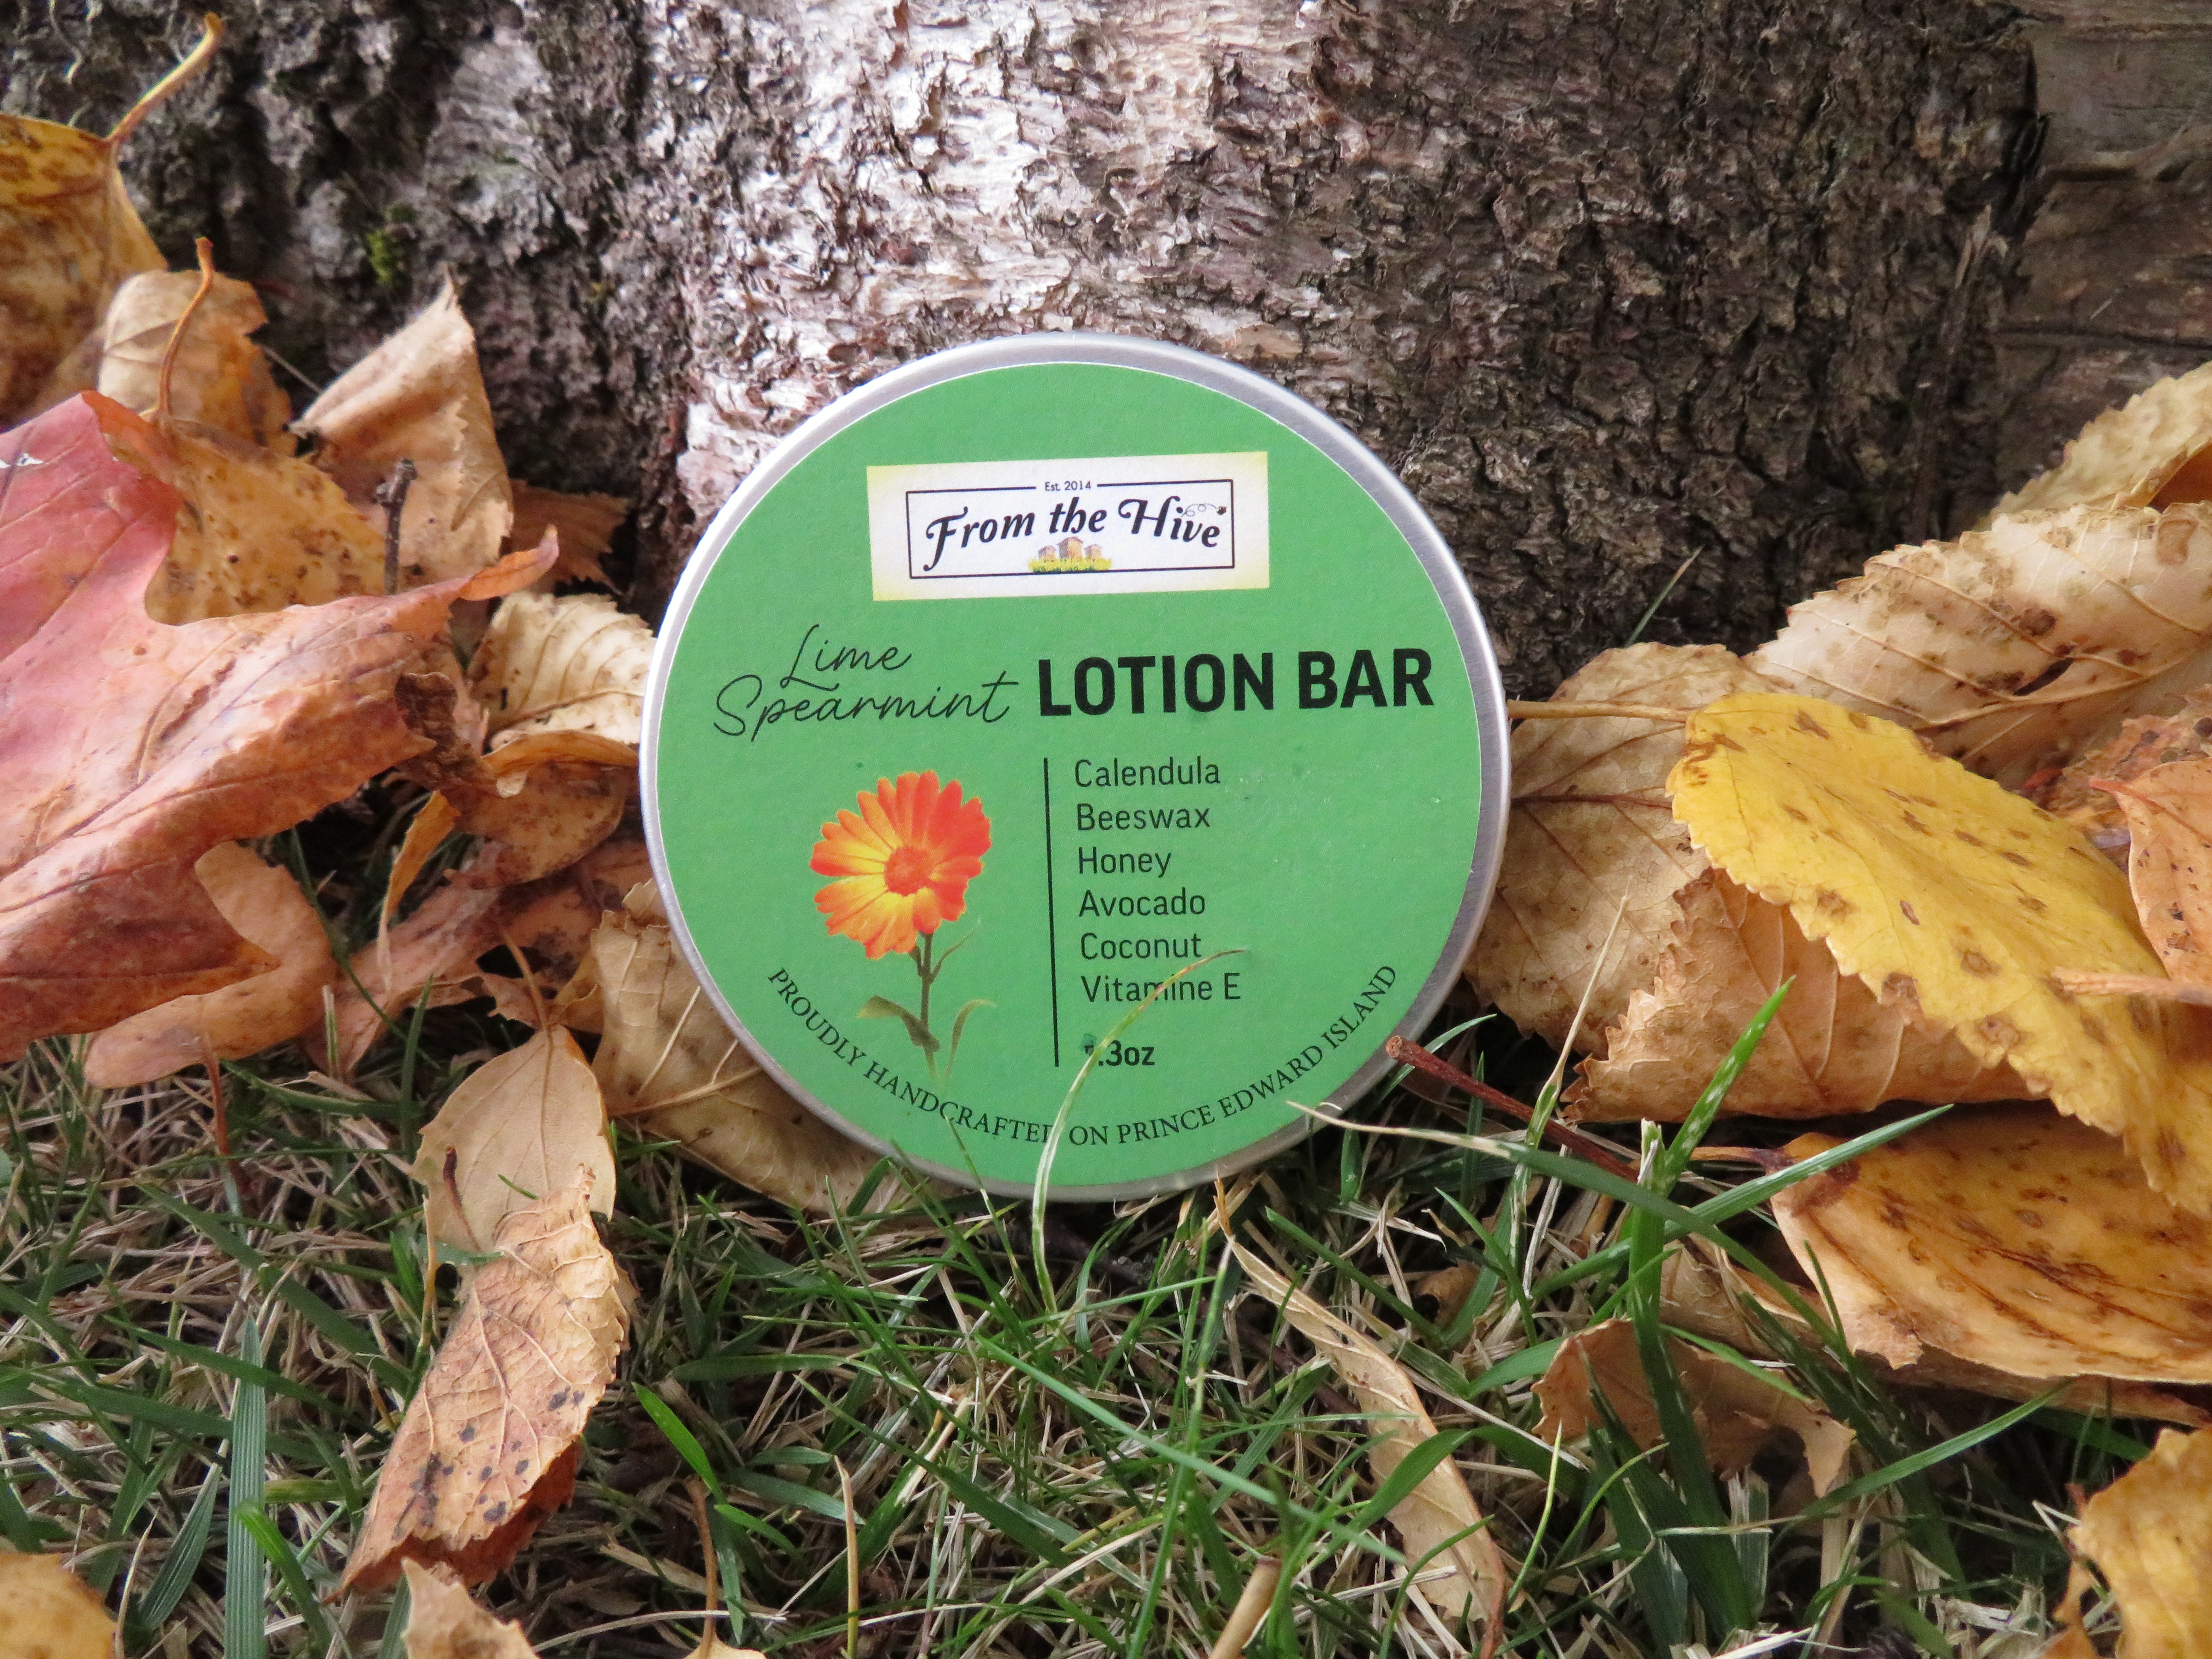 Est. 2014
From the Hive
Lime
Spearmint
LOTION BAR
Calendula
Beeswax
Honey
Avocado
Coconut
Vitamine E
PROUDLY HANDCRAFTED ON PRINCE EDWARD ISLAND